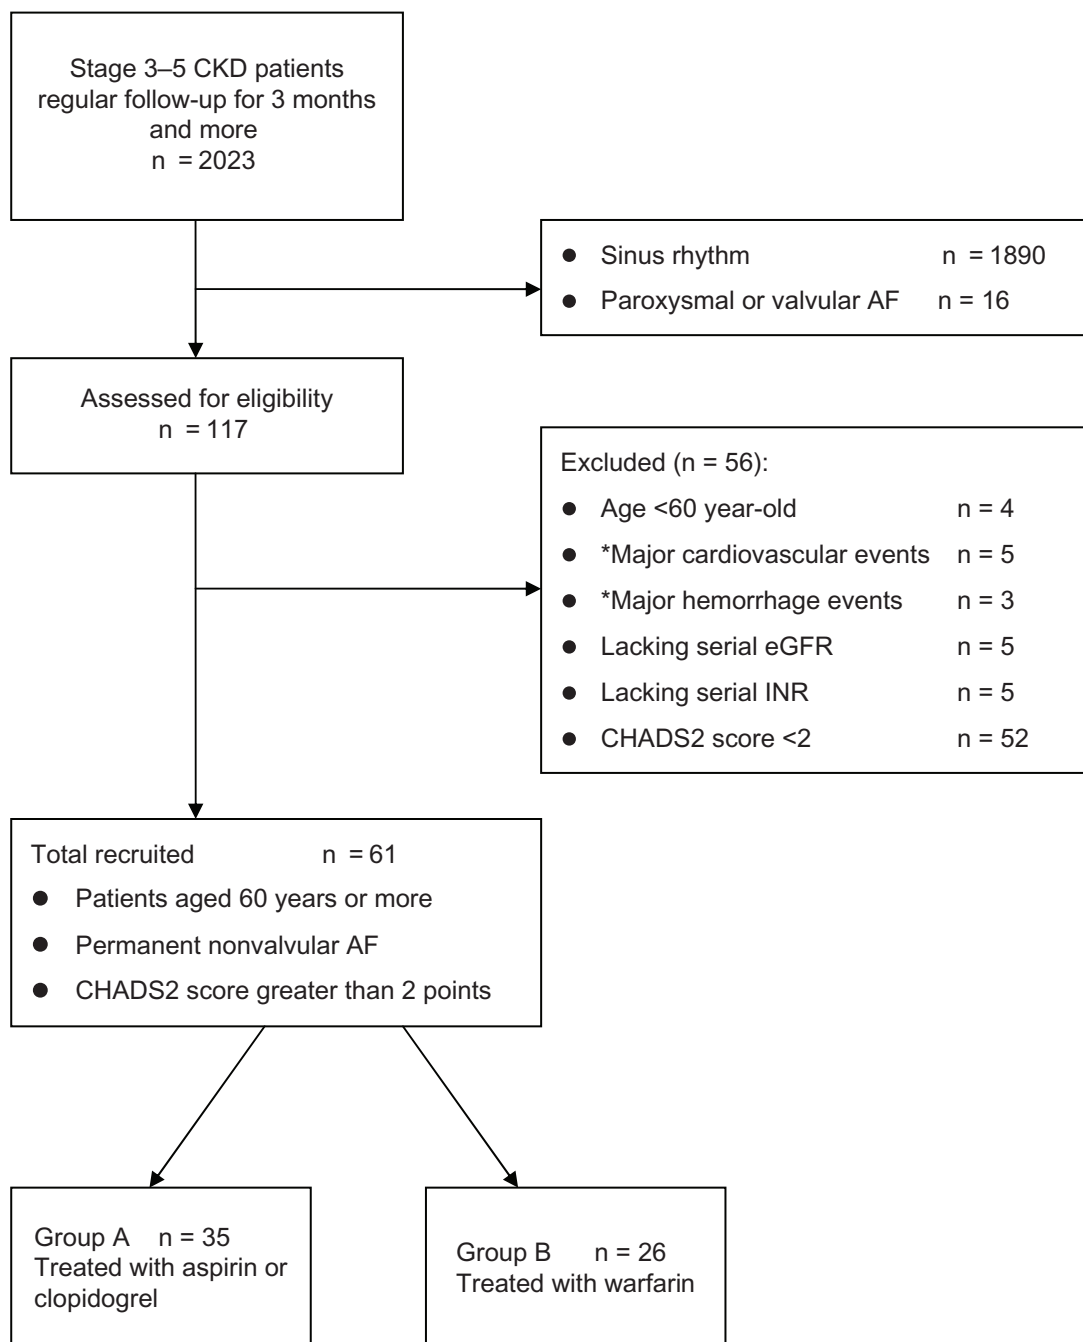 Stage 3–5 CKD patients
regular follow-up for 3 months
and more
n = 2023
● Sinus rhythm n = 1890
● Paroxysmal or valvular AF n = 16
Assessed for eligibility
n = 117
Excluded (n = 56):
● Age <60 year-old n = 4
● *Major cardiovascular events n = 5
● *Major hemorrhage events n = 3
● Lacking serial eGFR n = 5
● Lacking serial INR n = 5
● CHADS2 score <2 n = 52
Total recruited n = 61
● Patients aged 60 years or more
● Permanent nonvalvular AF
● CHADS2 score greater than 2 points
Group A n = 35
Treated with aspirin or
clopidogrel
Group B n = 26
Treated with warfarin